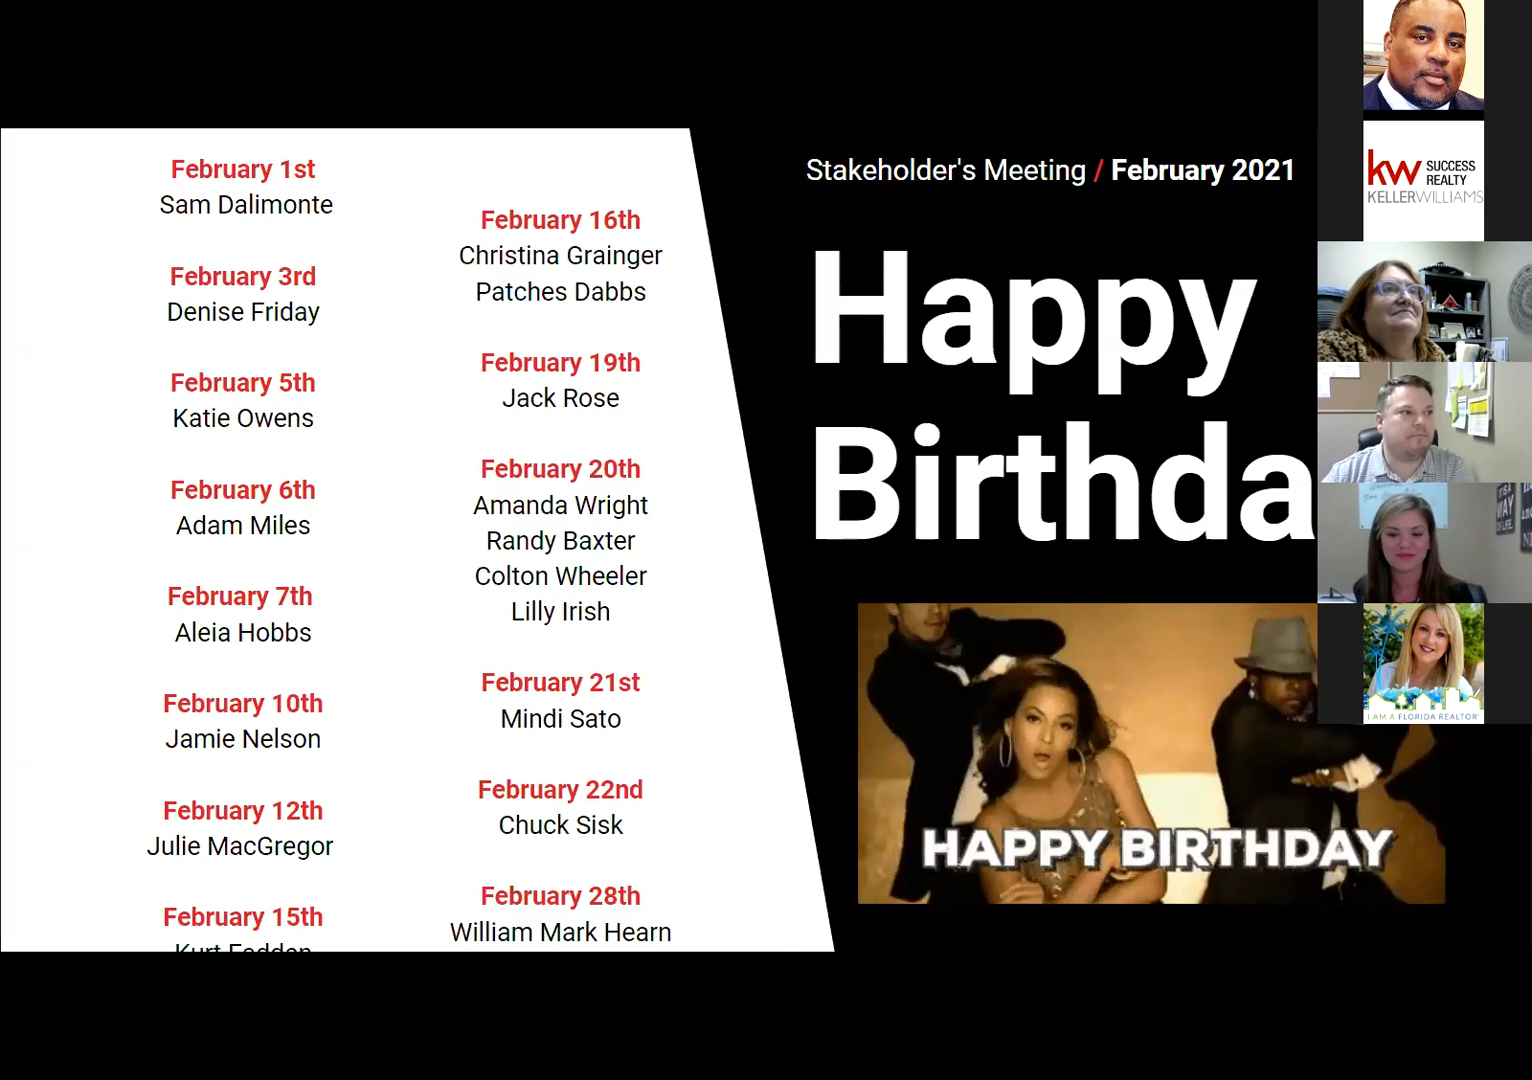 February 1st
Sam Dalimonte
February 3rd
Denise Friday
February 5th
Katie Owens
February 6th
Adam Miles
February 7th
Aleia Hobbs
February 10th
Jamie Nelson
February 12th
Julie MacGregor
February 15th
Kurt
February 16th
Christina Grainger
Patches Dabbs
February 19th
Jack Rose
February 20th
Amanda Wright
Randy Baxter
Colton Wheeler
Lilly Irish
February 21st
Mindi Sato
February 22nd
Chuck Sisk
February 28th
William Mark Hearn
Stakeholder's Meeting / February 2021
Happy
Birthda
HAPPY BIRTHDAY
kw SUCCESS
REALTY
KELLERWILLIAMS
WAY
OF LIFE
I AM A FLORIDA REALTOR